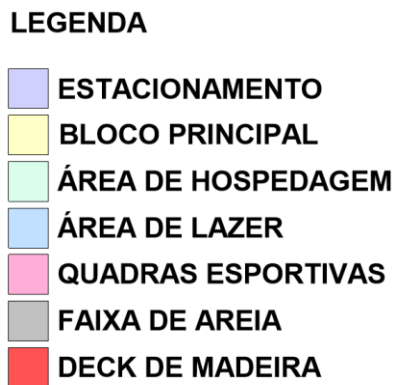 LEGENDA
ESTACIONAMENTO
BLOCO PRINCIPAL
ÁREA DE HOSPEDAGEM
ÁREA DE LAZER
QUADRAS ESPORTIVAS
FAIXA DE AREIA
DECK DE MADEIRA